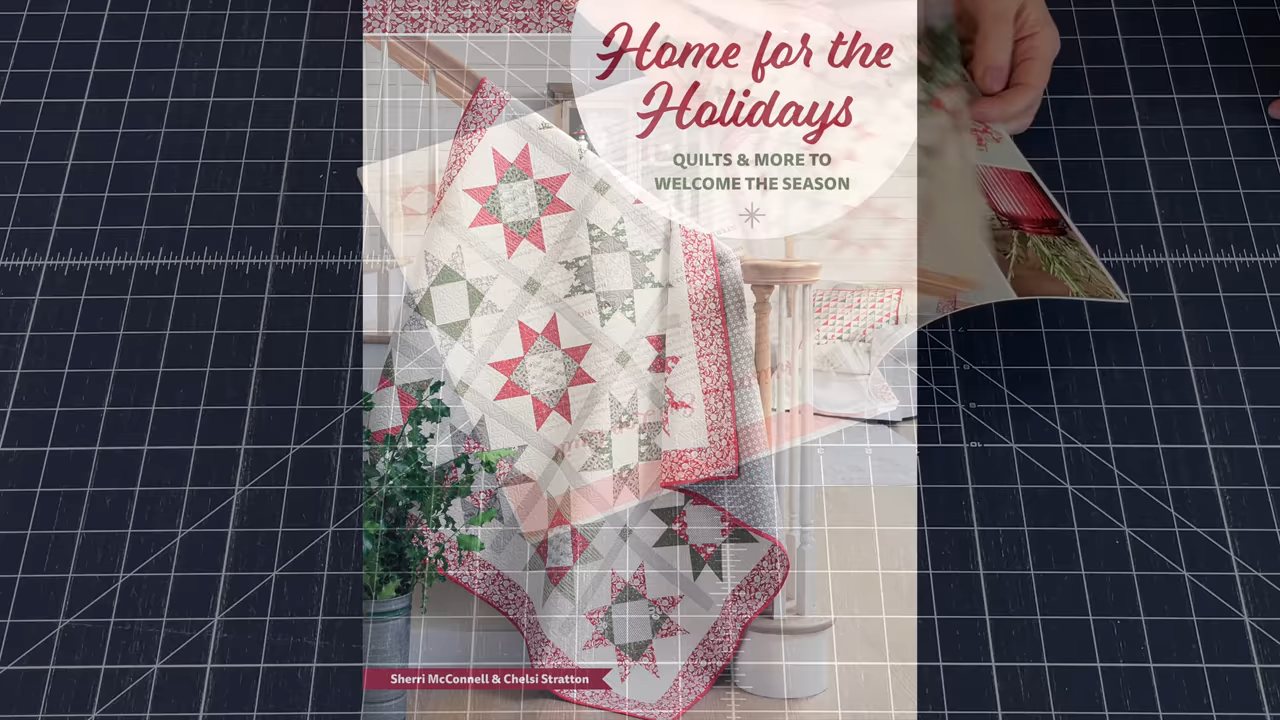 Home for the
Holidays
QUILTS & MORE TO
WELCOME THE SEASON
Sherri McConnell & Chelsi Stratton